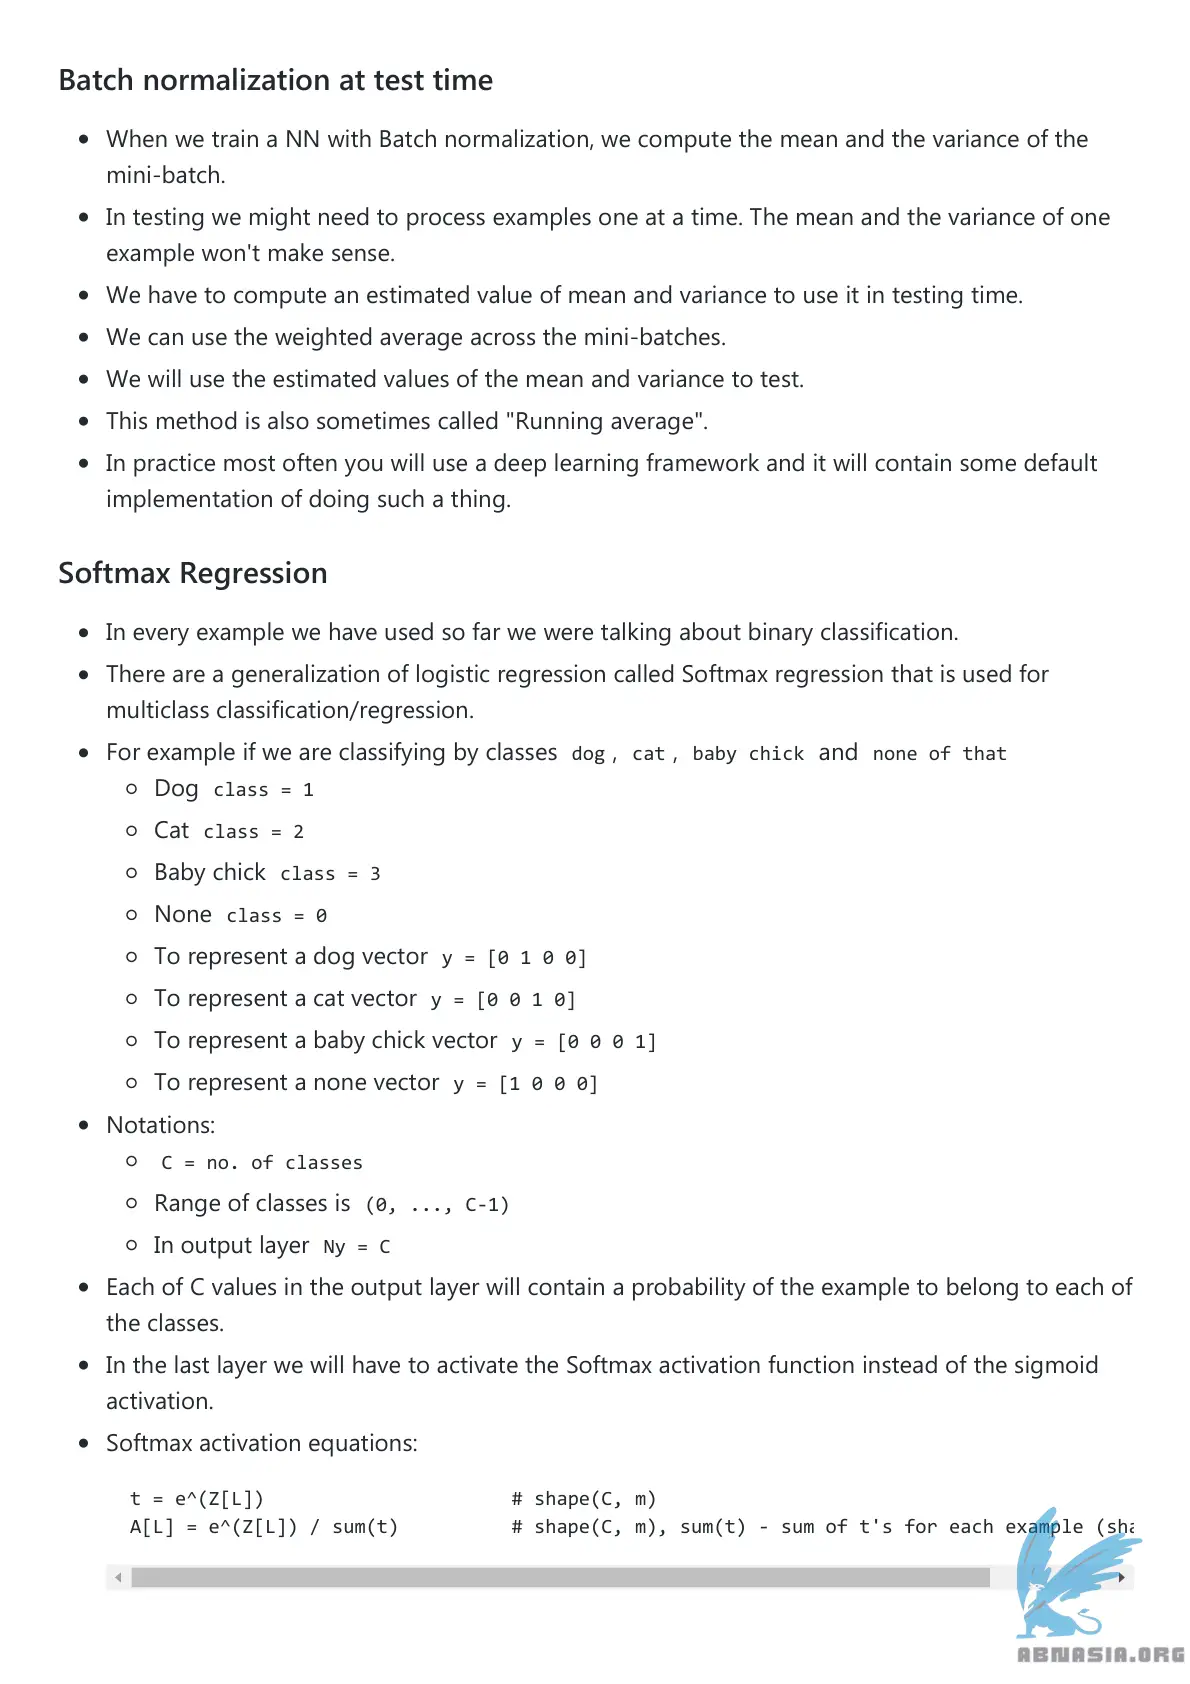 Batch normalization at test time
When we train a NN with Batch normalization, we compute the mean and the variance of the
mini-batch.
In testing we might need to process examples one at a time. The mean and the variance of one
example won't make sense.
We have to compute an estimated value of mean and variance to use it in testing time.
We can use the weighted average across the mini-batches.
We will use the estimated values of the mean and variance to test.
This method is also sometimes called "Running average".
In practice most often you will use a deep learning framework and it will contain some default
implementation of doing such a thing.
Softmax Regression
In every example we have used so far we were talking about binary classification.
There are a generalization of logistic regression called Softmax regression that is used for
multiclass classification/regression.
For example if we are classifying by classes dog, cat, baby chick and none of that
Dog class = 1
Cat class = 2
Baby chick class = 3
None class = 0
To represent a dog vector y = [0 1 0 0]
To represent a cat vector y = [0 0 1 0]
To represent a baby chick vector y = [0 0 0 1]
To represent a none vector y = [1 0 0 0]
Notations:
C = no. of classes
Range of classes is (0, ..., C-1)
In output layer Ny = C
Each of C values in the output layer will contain a probability of the example to belong to each of
the classes.
In the last layer we will have to activate the Softmax activation function instead of the sigmoid
activation.
Softmax activation equations:
t = e^(Z[L]) # shape(C, m)
A[L] = e^(Z[L]) / sum(t) # shape(C, m), sum(t) - sum of t's for each example (sha
ABNASIA.ORG